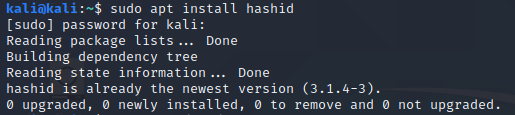 kali@kali:~$ sudo apt install hashid
[sudo] password for kali:
Reading package lists... Done
Building dependency tree
Reading state information... Done
hashid is already the newest version (3.1.4-3).
0 upgraded, 0 newly installed, 0 to remove and 0 not upgraded.